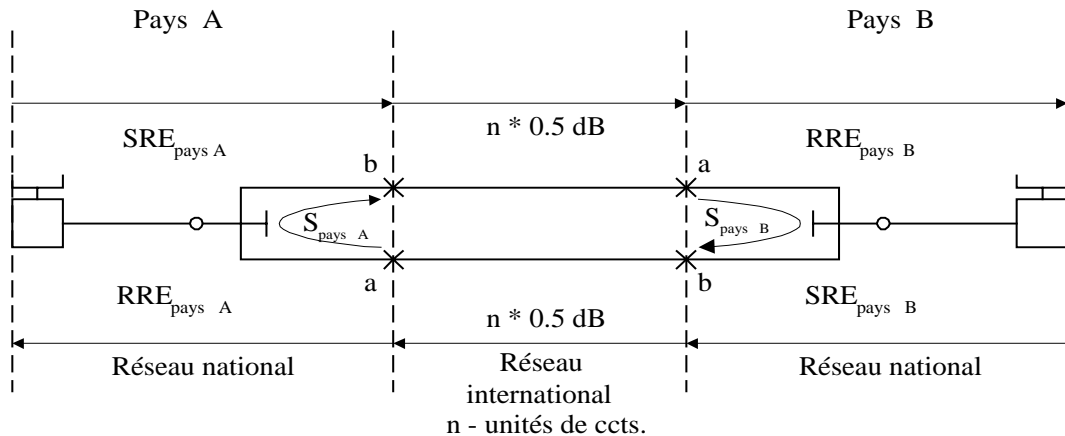 Pays A
Pays B
n * 0.5 dB
SRE pays A
RRE pays B
b
a
S pays A
S pays B
a
b
RRE pays A
SRE pays B
n * 0.5 dB
Réseau national
Réseau
international
n - unités de ccts.
Réseau national